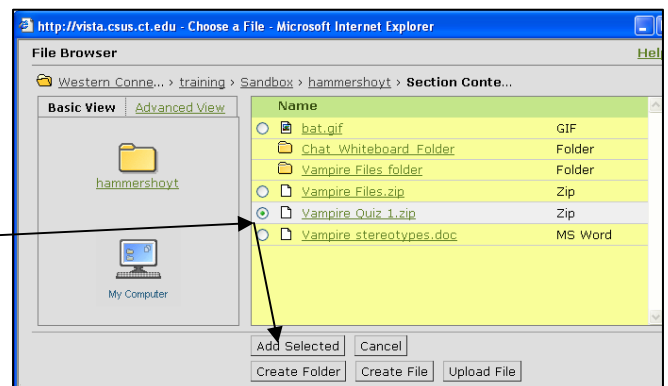 http://vista.csus.ct.edu - Choose a File - Microsoft Internet Explorer
File Browser
Help
Western Conne... › training › Sandbox › hammershoyt › Section Conte...
Basic View Advanced View
hammershoyt
My Computer
Name
bat.gif GIF
Chat Whiteboard Folder Folder
Vampire Files folder Folder
Vampire Files.zip Zip
Vampire Quiz 1.zip Zip
Vampire stereotypes.doc MS Word
Add Selected Cancel
Create Folder Create File Upload File